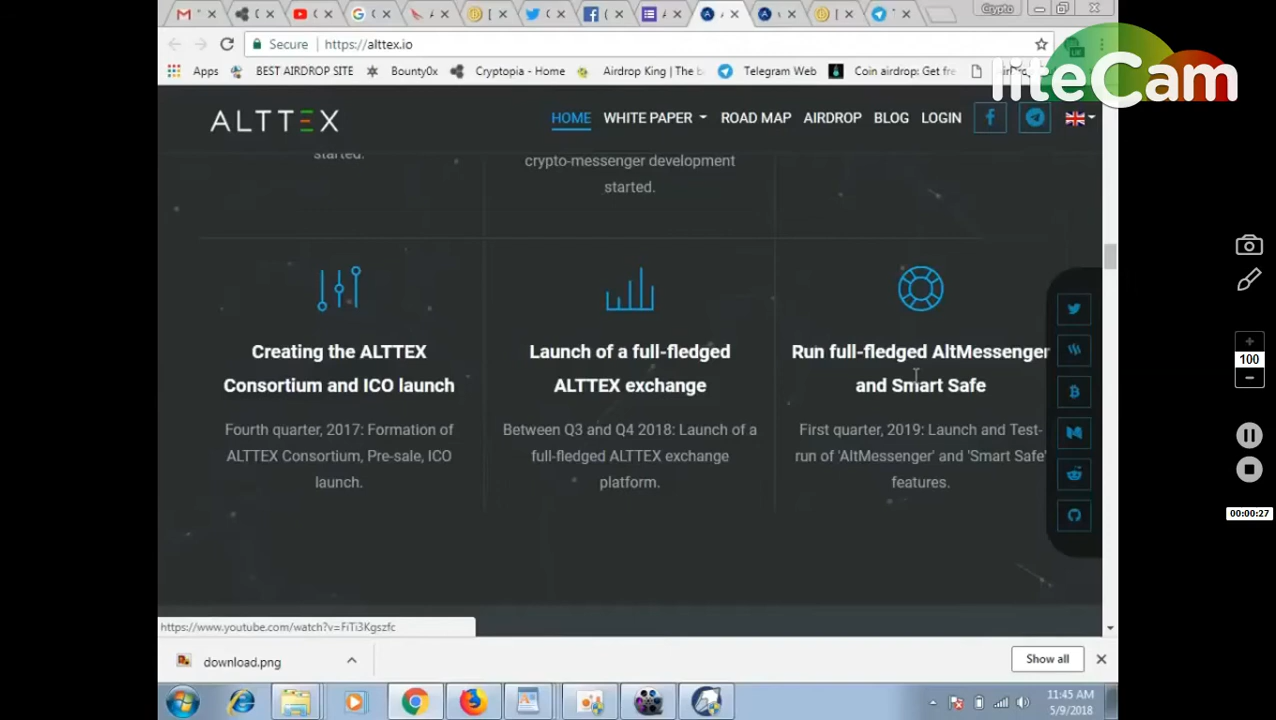 Crypto
Secure
https://alttex.io
Apps
BEST AIRDROP SITE
Bounty0x
Cryptopia - Home
Airdrop King | The b
Telegram Web
Coin airdrop: Get fre
liteCam
ALTTEX
HOME
WHITE PAPER
ROAD MAP
AIRDROP
BLOG
LOGIN
started.
crypto-messenger development
started.
Creating the ALTTEX
Consortium and ICO launch
Fourth quarter, 2017: Formation of
ALTTEX Consortium, Pre-sale, ICO
launch.
Launch of a full-fledged
ALTTEX exchange
Between Q3 and Q4 2018: Launch of a
full-fledged ALTTEX exchange
platform.
Run full-fledged AltMessenger
and Smart Safe
First quarter, 2019: Launch and Test-
run of 'AltMessenger' and 'Smart Safe'
features.
100
00:00:27
https://www.youtube.com/watch?v=FiTi3Kgszfc
download.png
Show all
11:45 AM
5/9/2018